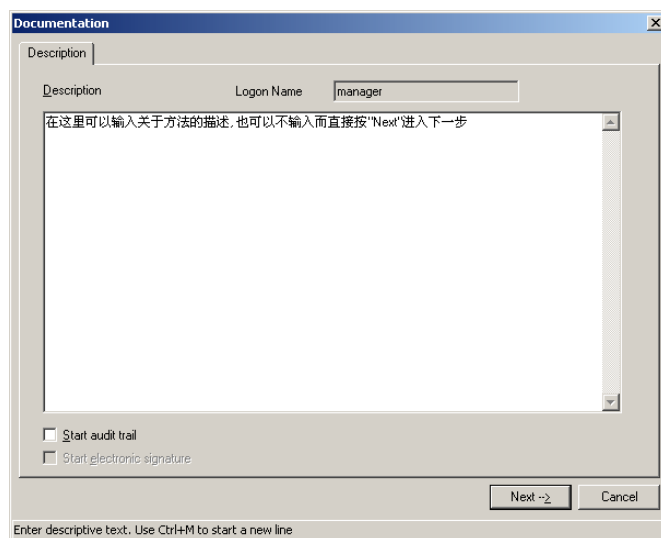 Documentation
Description
Description Logon Name manager
在这里可以输入关于方法的描述,也可以不输入而直接按"Next"进入下一步
Start audit trail
Start electronic signature
Next --> Cancel
Enter descriptive text. Use Ctrl+M to start a new line